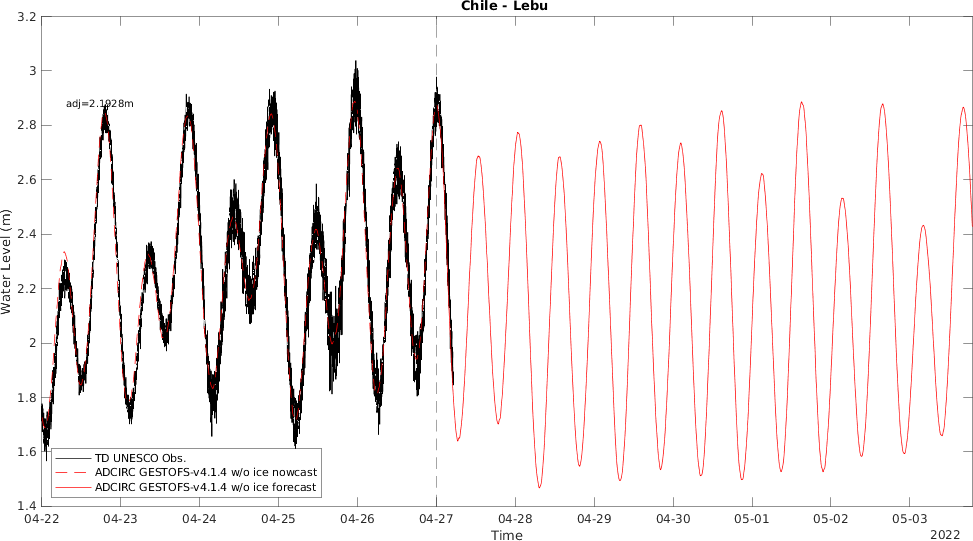 Chile - Lebu
3.2
3
2.8
2.6
2.4
2.2
2
1.8
1.6
1.4
Water Level (m)
adj=2.1928m
TD UNESCO Obs.
ADCIRC GESTOFS-v4.1.4 w/o ice nowcast
ADCIRC GESTOFS-v4.1.4 w/o ice forecast
04-22 04-23 04-24 04-25 04-26 04-27 04-28 04-29 04-30 05-01 05-02 05-03
Time
2022